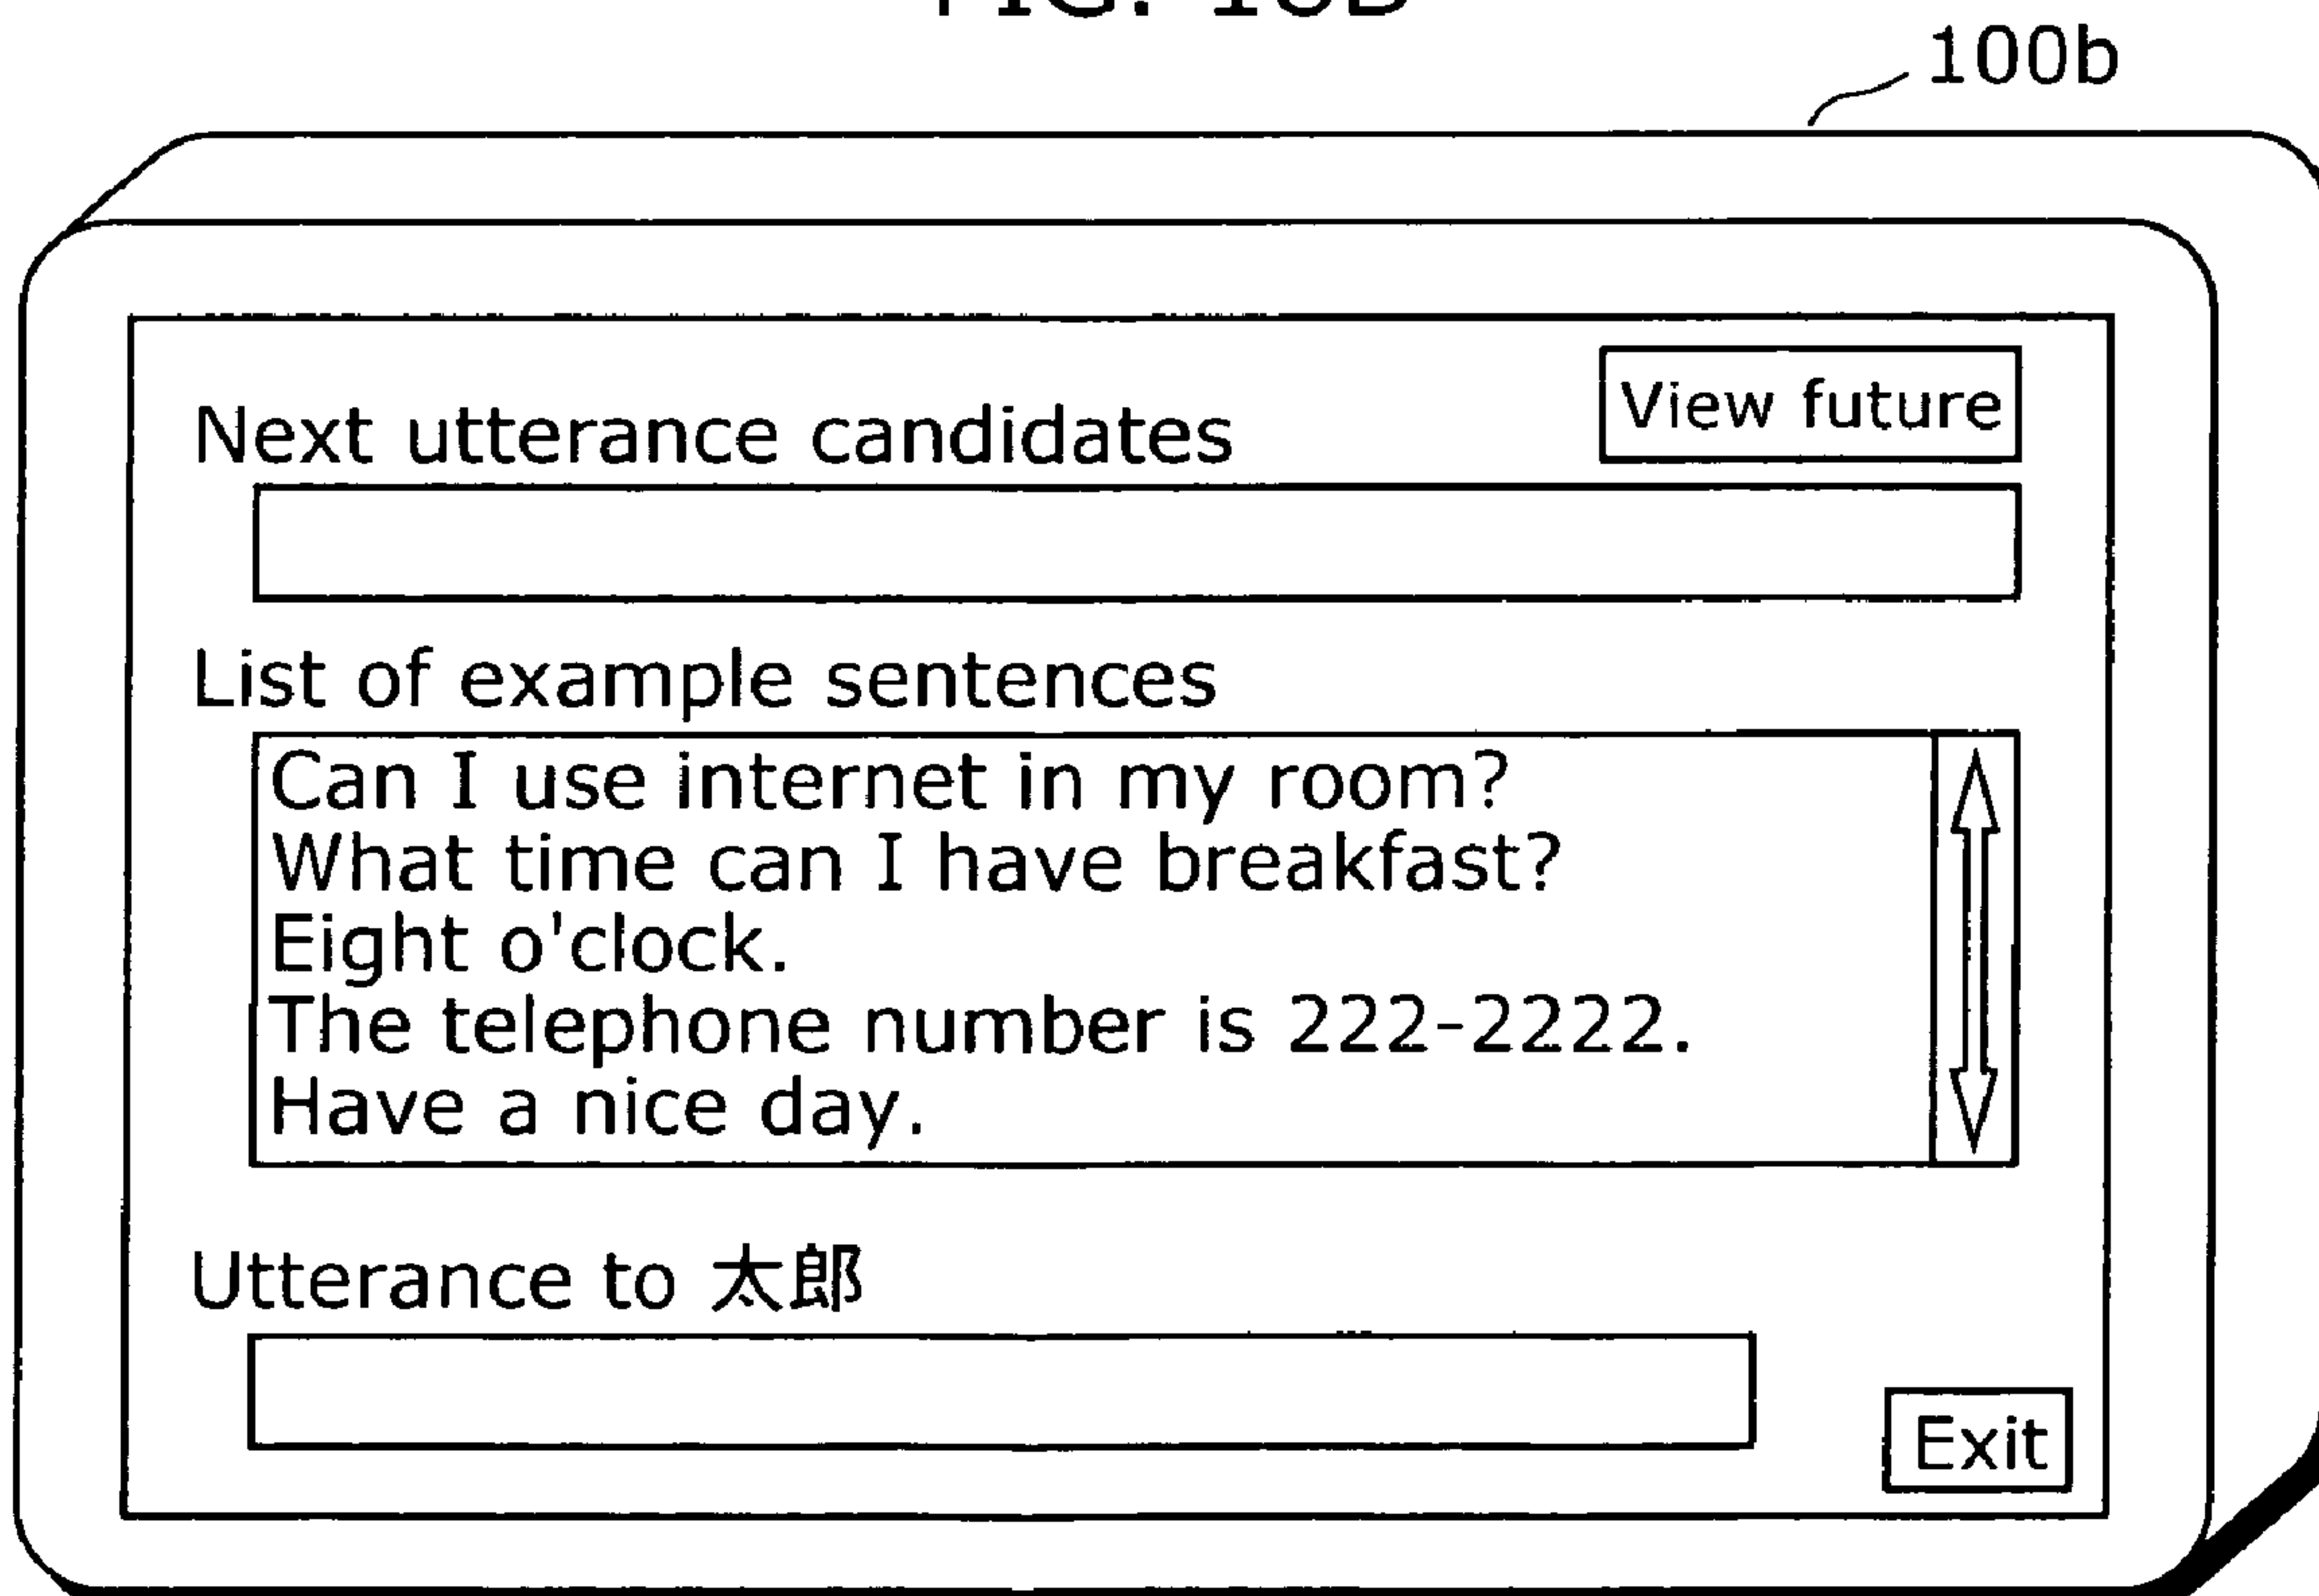 100b
View future
Next utterance candidates
List of example sentences
Can I use internet in my room?
What time can I have breakfast?
Eight o'clock.
The telephone number is 222-2222.
Have a nice day.
Utterance to 太郎
Exit